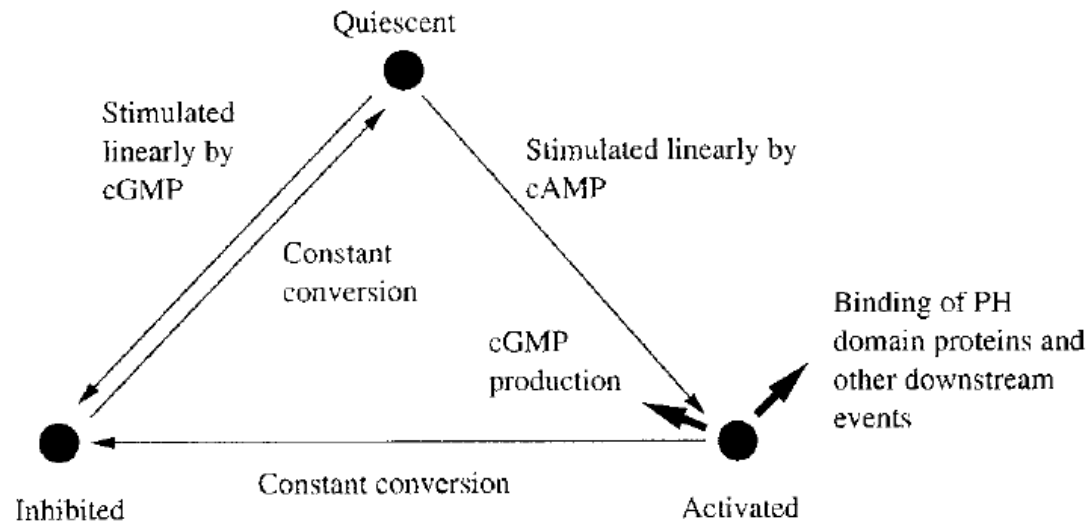 Quiescent
Stimulated
linearly by
cGMP
Stimulated linearly by
cAMP
Constant
conversion
cGMP
production
Binding of PH
domain proteins and
other downstream
events
Constant conversion
Inhibited
Activated